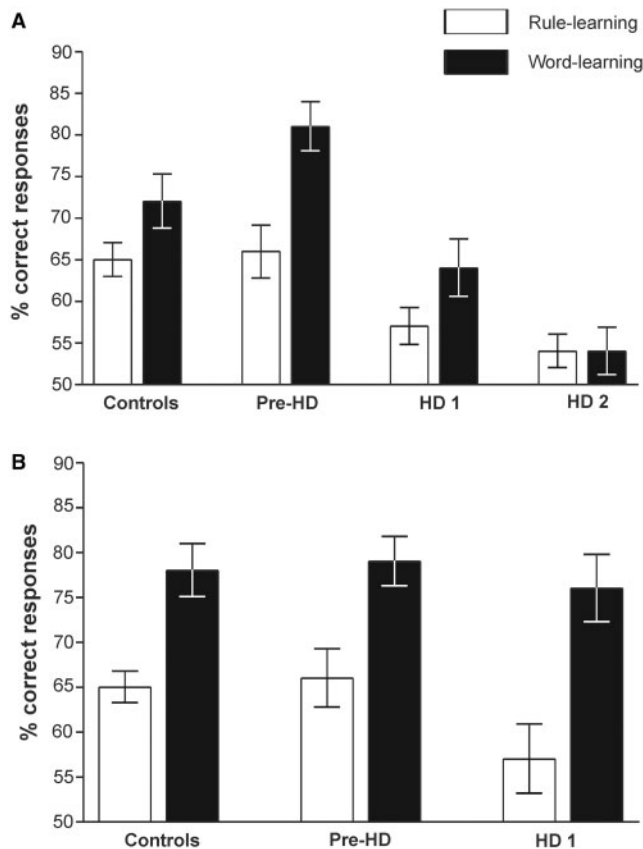 A
Rule-learning
Word-learning
% correct responses
90
85
80
75
70
65
60
55
50
Controls Pre-HD HD 1 HD 2
B
% correct responses
90
85
80
75
70
65
60
55
50
Controls Pre-HD HD 1